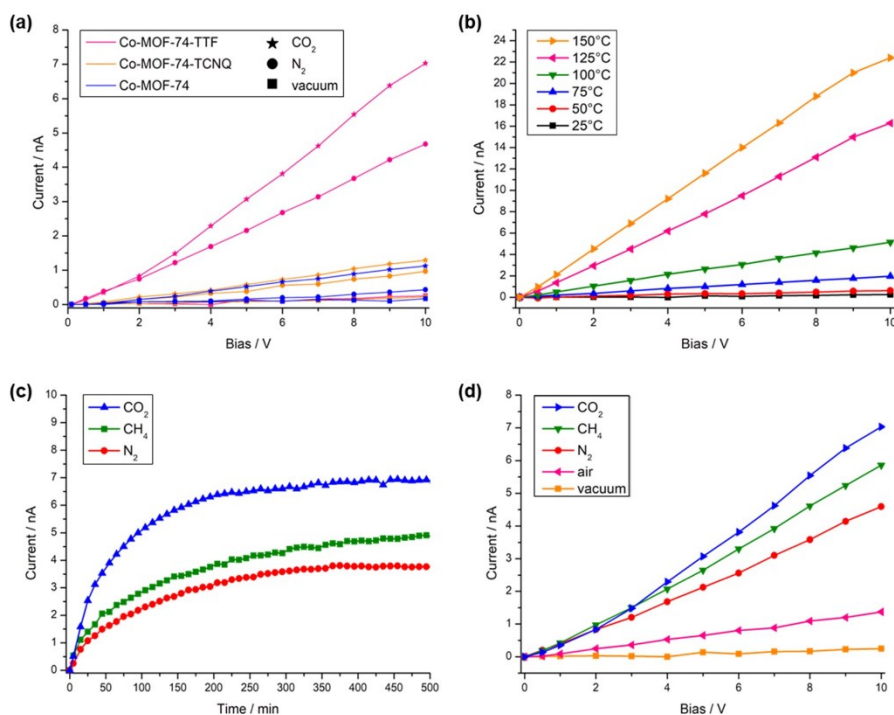 (a)
Co-MOF-74-TTF
Co-MOF-74-TCNQ
Co-MOF-74
CO2
N2
vacuum
8
7
6
5
4
3
2
1
0
Current / nA
0 2 4 6 8 10
Bias / V
(b)
150°C
125°C
100°C
75°C
50°C
25°C
24
22
20
18
16
14
12
10
8
6
4
2
0
Current / nA
0 2 4 6 8 10
Bias / V
(c)
CO2
CH4
N2
10
9
8
7
6
5
4
3
2
1
0
Current / nA
0 50 100 150 200 250 300 350 400 450 500
Time / min
(d)
CO2
CH4
N2
air
vacuum
8
7
6
5
4
3
2
1
0
Current / nA
0 2 4 6 8 10
Bias / V